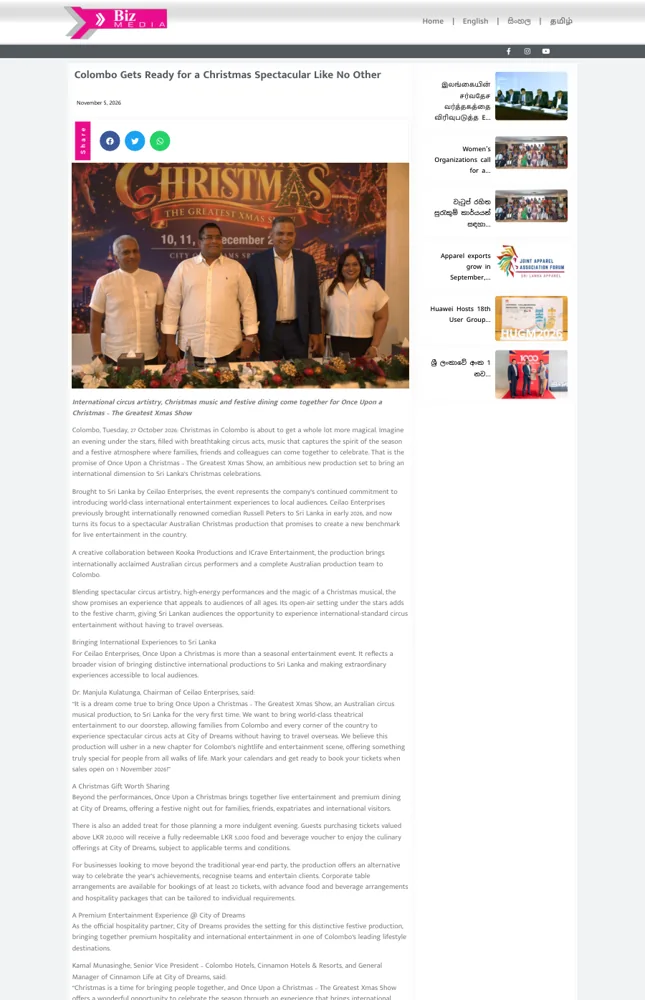 Biz
MEDIA
Home | English | සිංහල | தமிழ்
Colombo Gets Ready for a Christmas Spectacular Like No Other
November 5, 2026
Share
CHRISTMAS
THE GREATEST XMAS SHOW
10, 11,
December 2
CITY
International circus artistry, Christmas music and festive dining come together for Once Upon a
Christmas – The Greatest Xmas Show
Colombo, Tuesday, 27 October 2026. Christmas in Colombo is about to get a whole lot more magical. Imagine
an evening under the stars, filled with breathtaking circus acts, music that captures the spirit of the season
and a festive atmosphere where families, friends and colleagues can come together to celebrate. That is the
promise of Once Upon a Christmas – The Greatest Xmas Show, an ambitious new production set to bring an
international dimension to Sri Lanka's Christmas celebrations.
Brought to Sri Lanka by Ceilao Enterprises, the event represents the company's continued commitment to
introducing world-class international entertainment experiences to local audiences. Ceilao Enterprises
previously brought internationally renowned comedian Russell Peters to Sri Lanka in early 2026, and now
turns its focus to a spectacular Australian Christmas production that promises to create a new benchmark
for live entertainment in the country.
A creative collaboration between Kooka Productions and ICrave Entertainment, the production brings
internationally acclaimed Australian circus performers and a complete Australian production team to
Colombo.
Blending spectacular circus artistry, high-energy performances and the magic of a Christmas musical, the
show promises an experience that appeals to audiences of all ages. Its open-air setting under the stars adds
to the festive charm, giving Sri Lankan audiences the opportunity to experience international-standard circus
entertainment without having to travel overseas.
Bringing International Experiences to Sri Lanka
For Ceilao Enterprises, Once Upon a Christmas is more than a seasonal entertainment event. It reflects a
broader vision of bringing distinctive international productions to Sri Lanka and making extraordinary
experiences accessible to local audiences.
Dr. Manjula Kulatunga, Chairman of Ceilao Enterprises, said:
"It is a dream come true to bring Once Upon a Christmas – The Greatest Xmas Show, an Australian circus
musical production, to Sri Lanka for the very first time. We want to bring world-class theatrical
entertainment to our doorstep, allowing families from Colombo and every corner of the country to
experience spectacular circus acts at City of Dreams without having to travel overseas. We believe this
production will usher in a new chapter for Colombo's nightlife and entertainment scene, offering something
truly special for people from all walks of life. Mark your calendars and get ready to book your tickets when
sales open on 1 November 2026!"
A Christmas Gift Worth Sharing
Beyond the performances, Once Upon a Christmas brings together live entertainment and premium dining
at City of Dreams, offering a festive night out for families, friends, expatriates and international visitors.
There is also an added treat for those planning a more indulgent evening. Guests purchasing tickets valued
above LKR 20,000 will receive a fully redeemable LKR 5,000 food and beverage voucher to enjoy the culinary
offerings at City of Dreams, subject to applicable terms and conditions.
For businesses looking to move beyond the traditional year-end party, the production offers an alternative
way to celebrate the year's achievements, recognise teams and entertain clients. Corporate table
arrangements are available for bookings of at least 20 tickets, with advance food and beverage arrangements
and hospitality packages that can be tailored to individual requirements.
A Premium Entertainment Experience @ City of Dreams
As the official hospitality partner, City of Dreams provides the setting for this distinctive festive production,
bringing together premium hospitality and international entertainment in one of Colombo's leading lifestyle
destinations.
Kamal Munasinghe, Senior Vice President – Colombo Hotels, Cinnamon Hotels & Resorts, and General
Manager of Cinnamon Life at City of Dreams, said:
"Christmas is a time for bringing people together, and Once Upon a Christmas – The Greatest Xmas Show
offers a wonderful opportunity to celebrate the season through an experience that brings international
இலங்கையின்
சர்வதேச
வர்த்தகத்தை
விரிவுபடுத்த E...
Women's
Organizations call
for a...
වැටුප් රහිත
සුරැකුම් කාර්යයන්
සඳහා...
Apparel exports
grow in
September,...
JOINT APPAREL
ASSOCIATION FORUM
SRI LANKA APPAREL
Huawei Hosts 18th
User Group...
HUGM2026
ශ්‍රී ලංකාවේ අංක 1
නව...